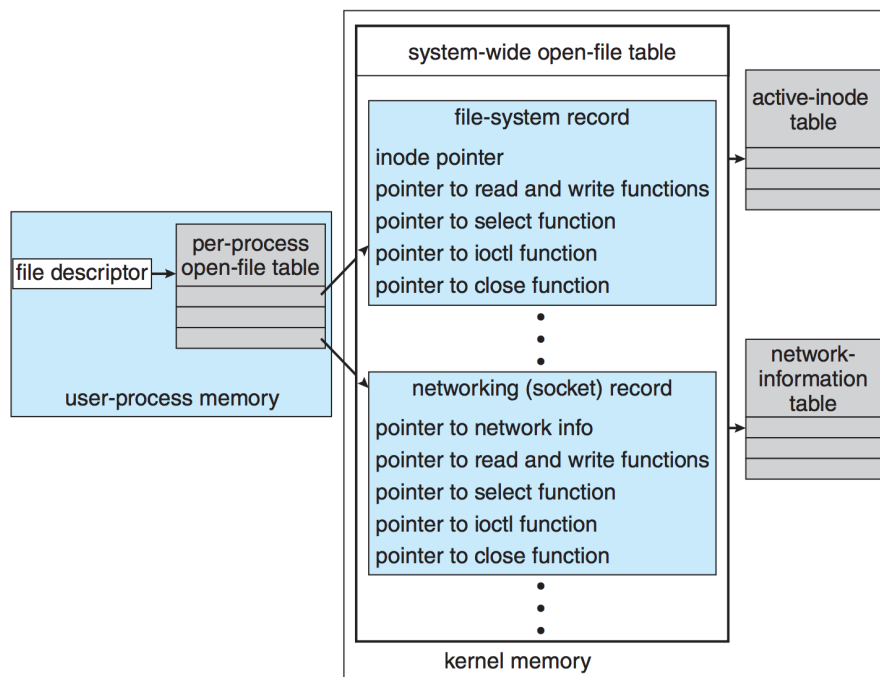 system-wide open-file table
file-system record
inode pointer
pointer to read and write functions
pointer to select function
pointer to ioctl function
pointer to close function
active-inode
table
per-process
open-file table
file descriptor
user-process memory
networking (socket) record
pointer to network info
pointer to read and write functions
pointer to select function
pointer to ioctl function
pointer to close function
network-
information
table
kernel memory